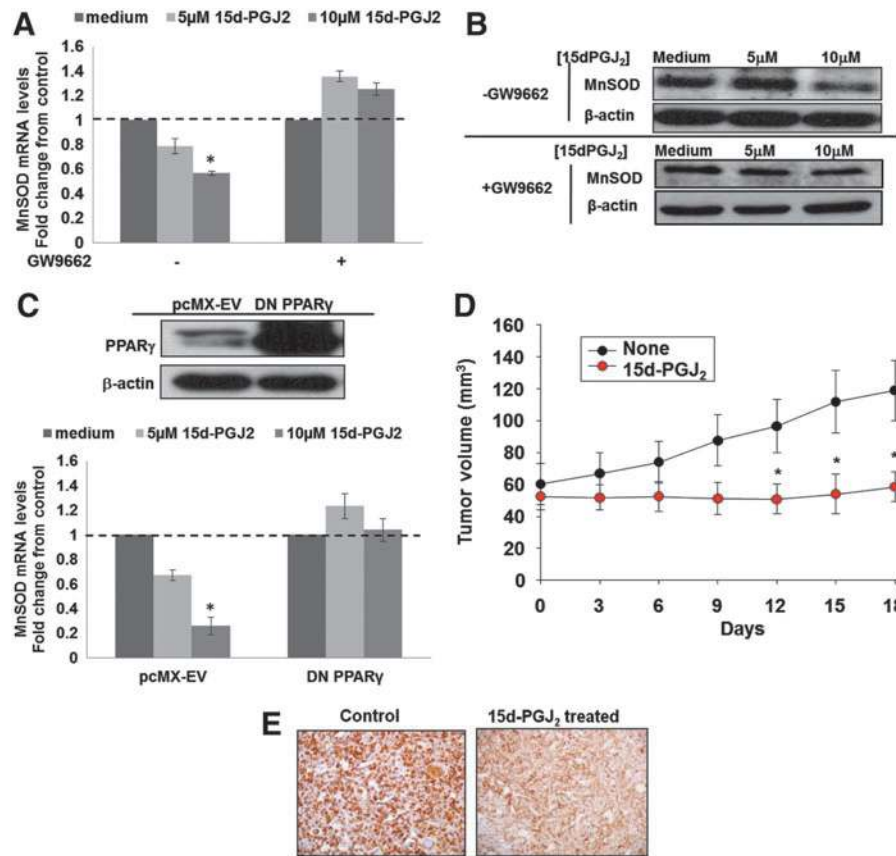 A
medium 5µM 15d-PGJ2 10µM 15d-PGJ2
MnSOD mRNA levels
Fold change from control
1.6
1.4
1.2
1
0.8
0.6
0.4
0.2
0
*
GW9662 - +
B
[15dPGJ2] Medium 5µM 10µM
-GW9662
MnSOD
β-actin
[15dPGJ2] Medium 5µM 10µM
+GW9662
MnSOD
β-actin
C
pcMX-EV DN PPARγ
PPARγ
β-actin
medium 5µM 15d-PGJ2 10µM 15d-PGJ2
MnSOD mRNA levels
Fold change from control
1.6
1.4
1.2
1
0.8
0.6
0.4
0.2
0
*
pcMX-EV DN PPARγ
D
Tumor volume (mm³)
160
140
120
100
80
60
40
20
0
None
15d-PGJ₂
* * *
0 3 6 9 12 15 18
Days
E
Control 15d-PGJ₂ treated